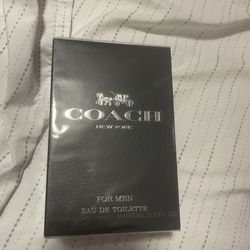 COACH
NEW YORK
FOR MEN
EAU DE TOILETTE